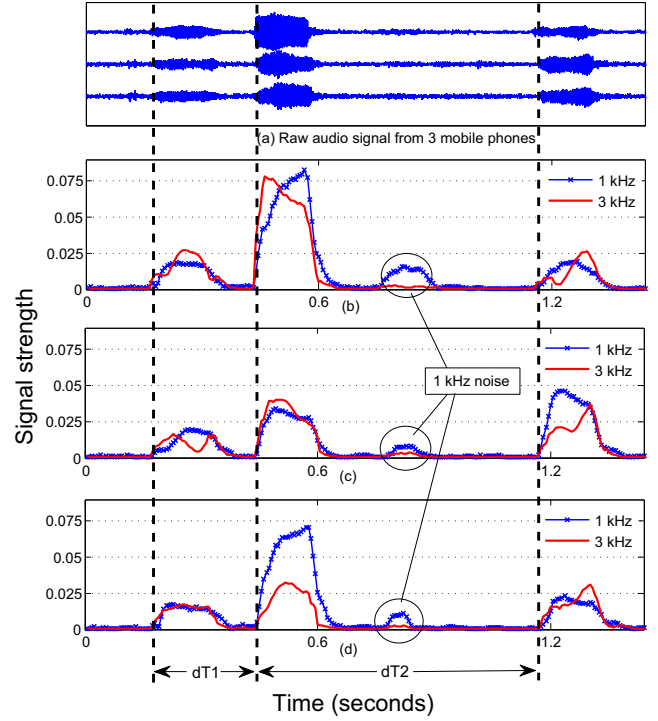 (a) Raw audio signal from 3 mobile phones
Signal strength
0.075
0.05
0.025
0
1 kHz
3 kHz
0
0.6
1.2
(b)
0.075
0.05
0.025
0
1 kHz
3 kHz
1 kHz noise
0
0.6
1.2
(c)
0.075
0.05
0.025
0
1 kHz
3 kHz
0
0.6
1.2
(d)
dT1
dT2
Time (seconds)